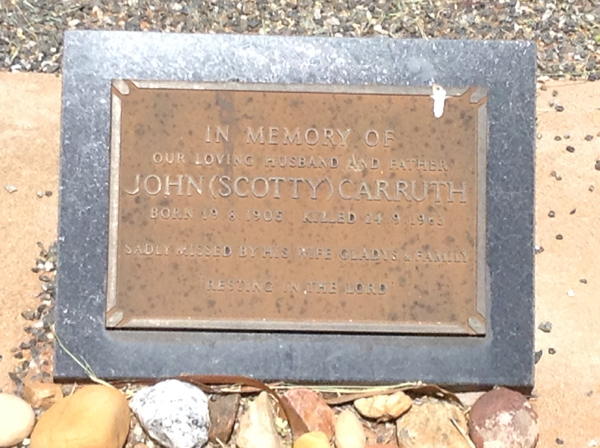 IN MEMORY OF
OUR LOVING HUSBAND AND FATHER
JOHN (SCOTTY) CARRUTH
BORN 19.8.1905 KILLED 24.9.1963
SADLY MISSED BY HIS WIFE GLADYS & FAMILY
"RESTING IN THE LORD"